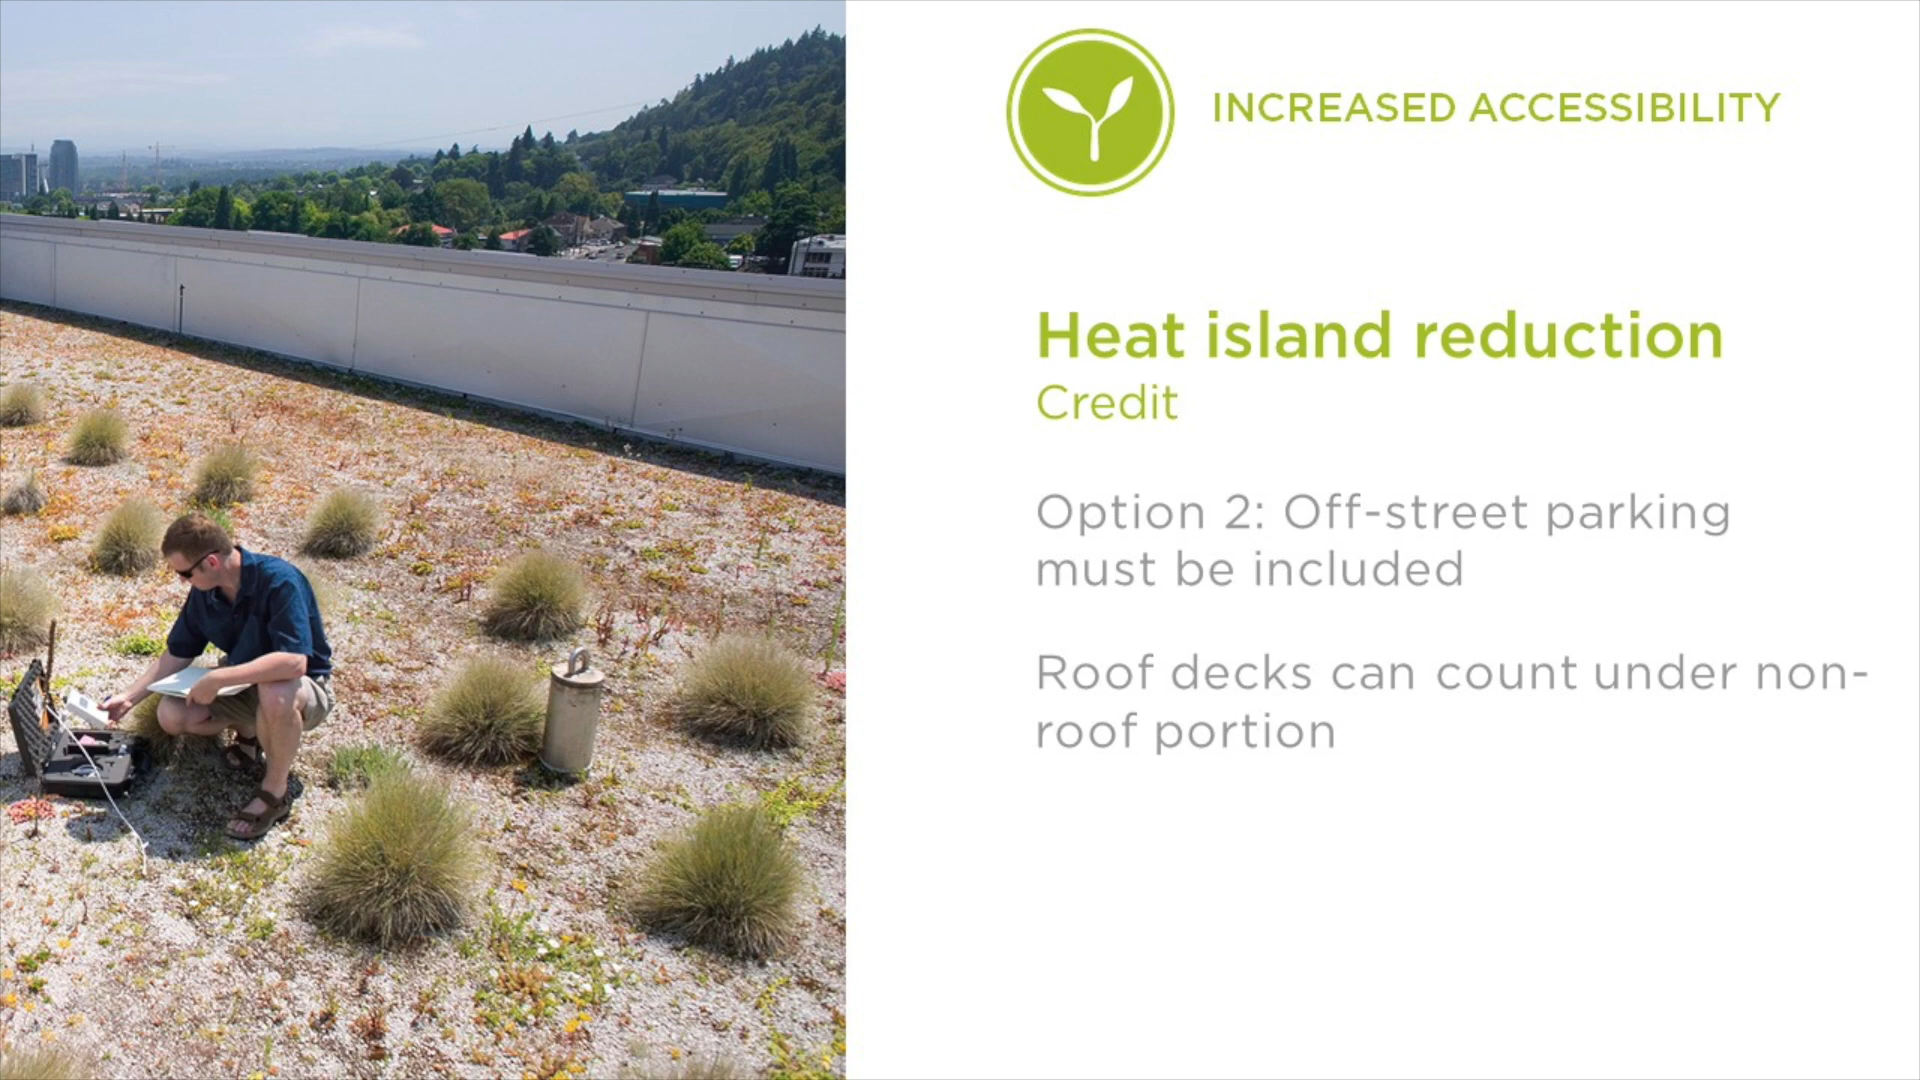 INCREASED ACCESSIBILITY
Heat island reduction
Credit
Option 2: Off-street parking
must be included
Roof decks can count under non-
roof portion